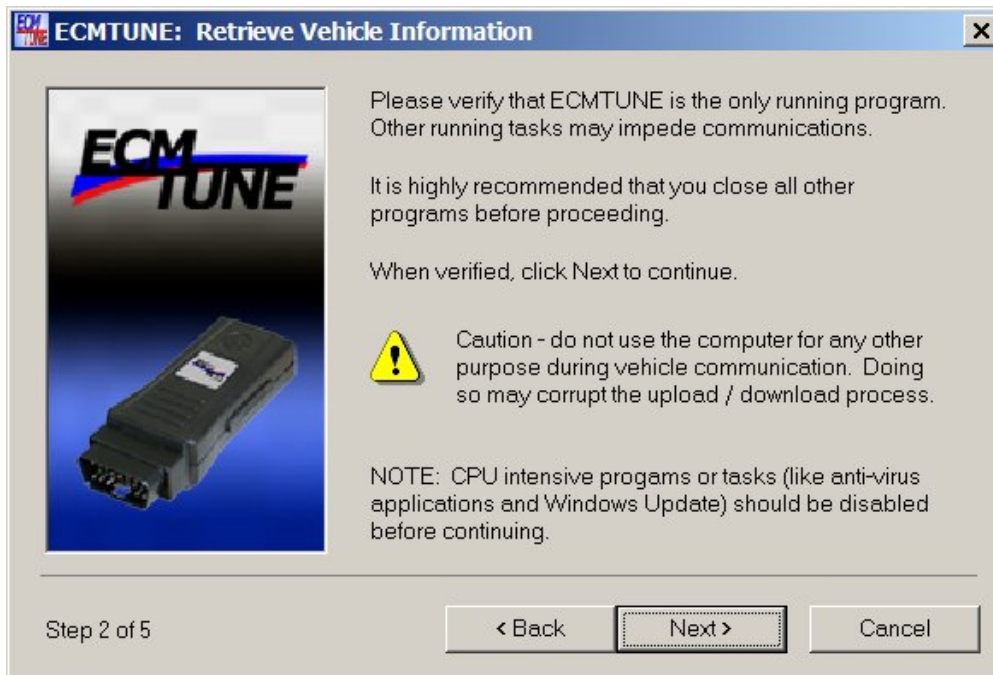 ECMTUNE: Retrieve Vehicle Information
ECM
TUNE
Please verify that ECMTUNE is the only running program.
Other running tasks may impede communications.
It is highly recommended that you close all other
programs before proceeding.
When verified, click Next to continue.
Caution - do not use the computer for any other
purpose during vehicle communication. Doing
so may corrupt the upload / download process.
NOTE: CPU intensive progams or tasks (like anti-virus
applications and Windows Update) should be disabled
before continuing.
Step 2 of 5
< Back
Next >
Cancel